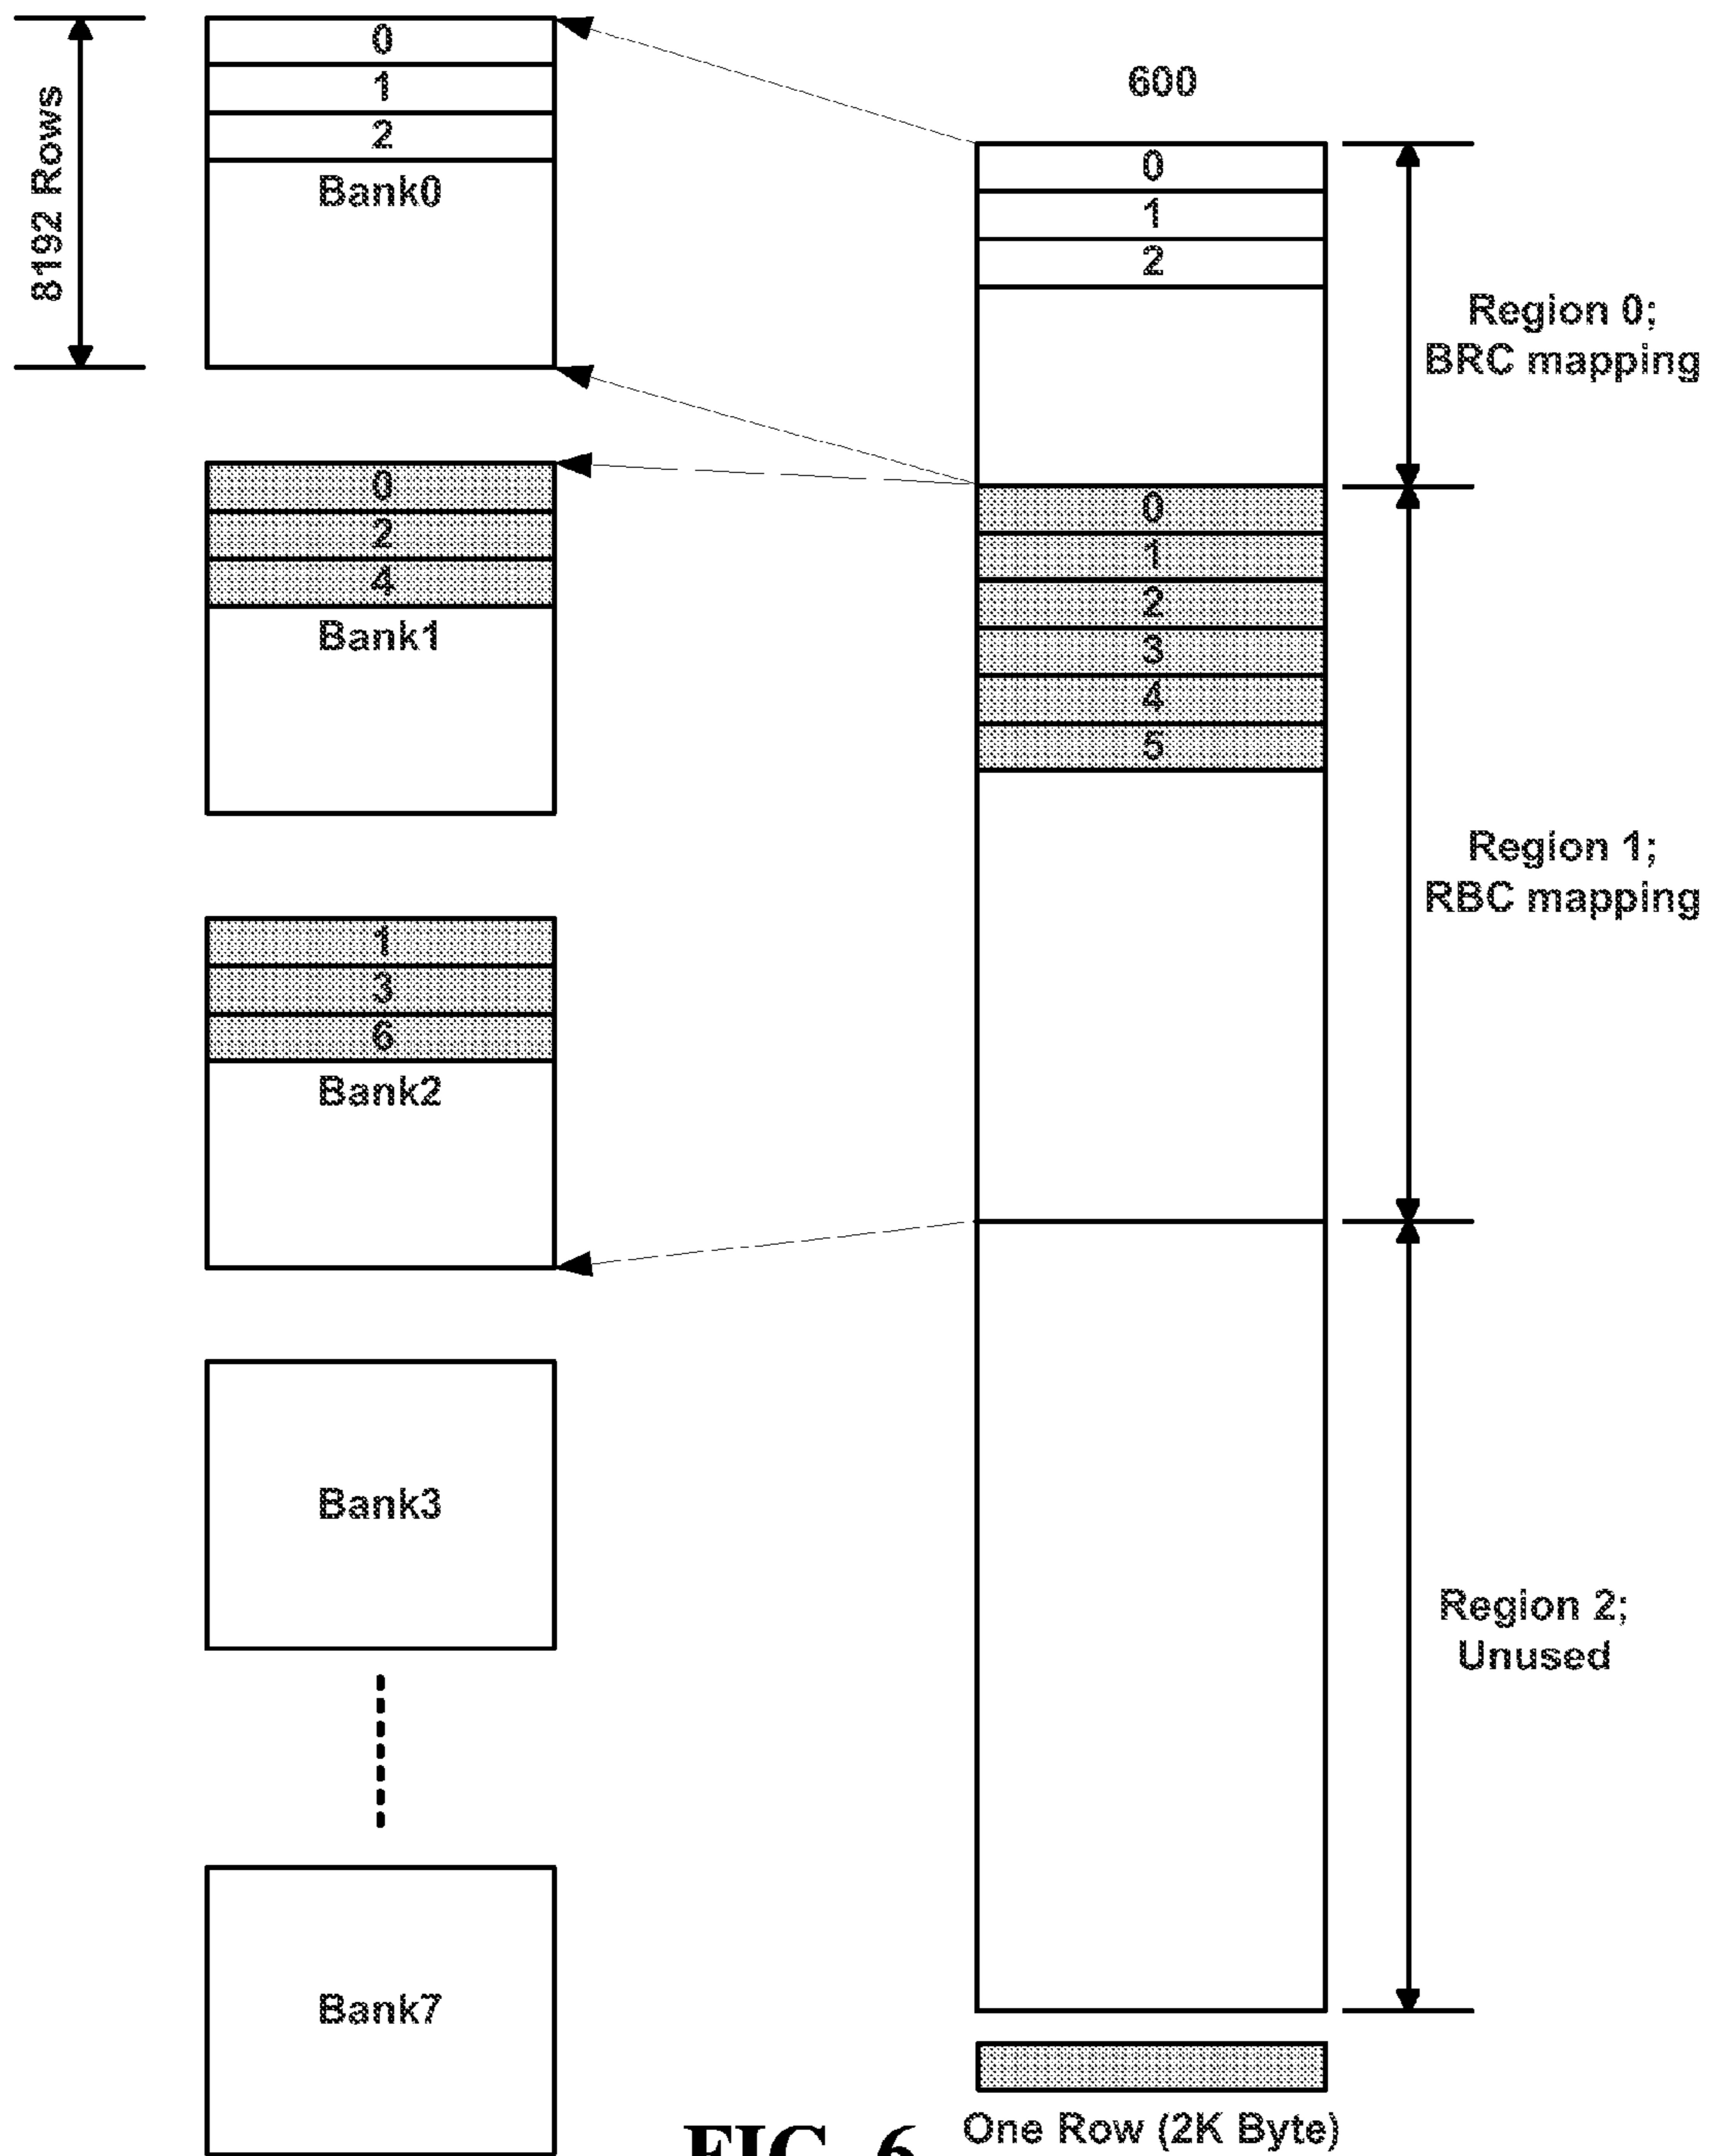 8192 Rows
0
1
2
Bank0
0
2
4
Bank1
1
3
6
Bank2
Bank3
Bank7
600
0
1
2
0
1
2
3
4
5
Region 0;
BRC mapping
Region 1;
RBC mapping
Region 2;
Unused
One Row (2K Byte)
FIG. 6